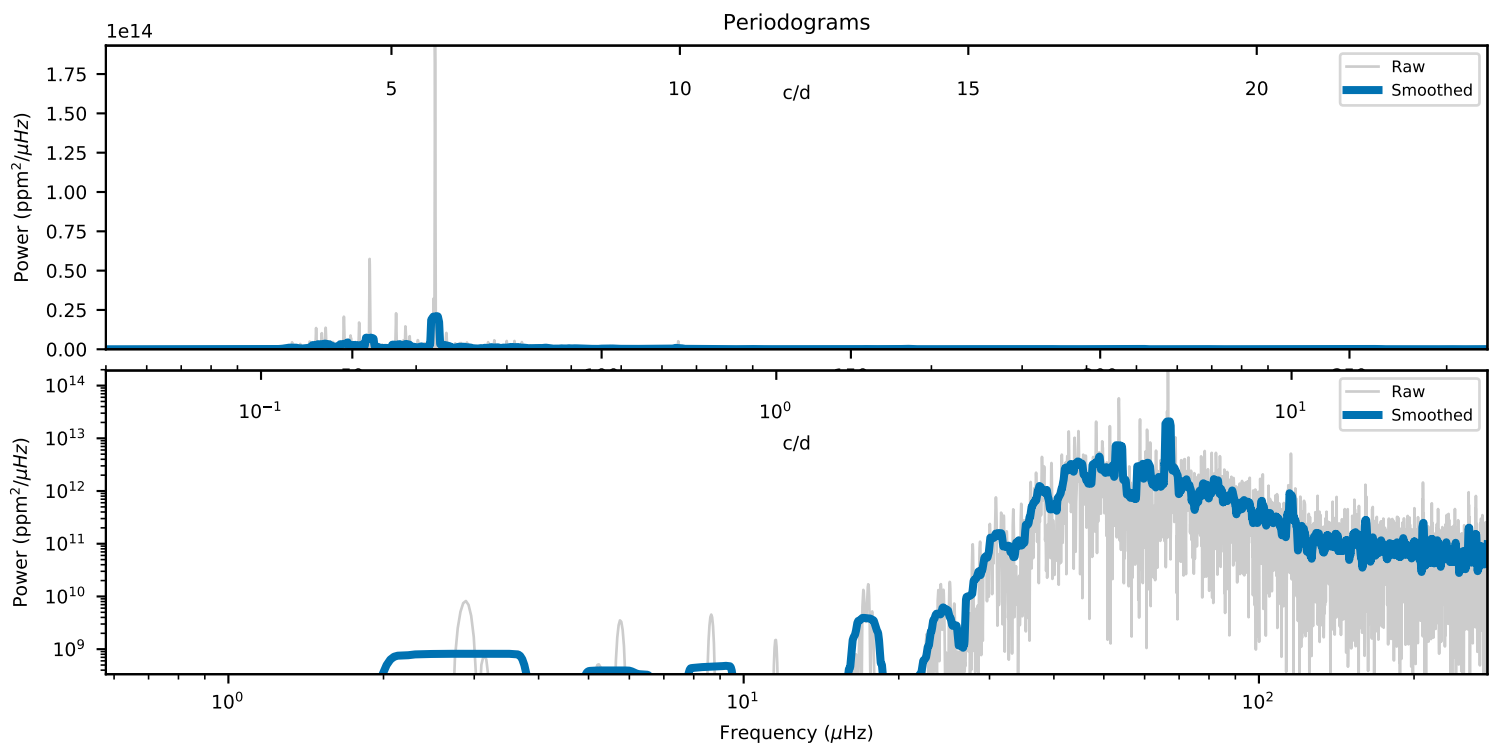 Periodograms
1e14
Power (ppm²/μHz)
1.75
1.50
1.25
1.00
0.75
0.50
0.25
0.00
5
10
15
20
c/d
Raw
Smoothed
Power (ppm²/μHz)
10¹⁴
10¹³
10¹²
10¹¹
10¹⁰
10⁹
10⁻¹
10⁰
10¹
c/d
Raw
Smoothed
10⁰
10¹
10²
Frequency (μHz)